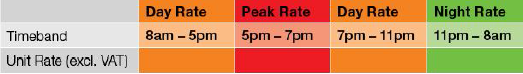 Day Rate Peak Rate Day Rate Night Rate
Timeband 8am – 5pm 5pm – 7pm 7pm – 11pm 11pm – 8am
Unit Rate (excl. VAT)